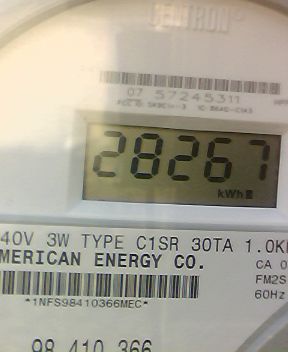 CENTRON®
07 57245311
28267
kWh
40V 3W TYPE C1SR 30TA 1.0K
MERICAN ENERGY CO.
CA 0
FM2S
60Hz
*1NFS98410366MEC*
98 410 366